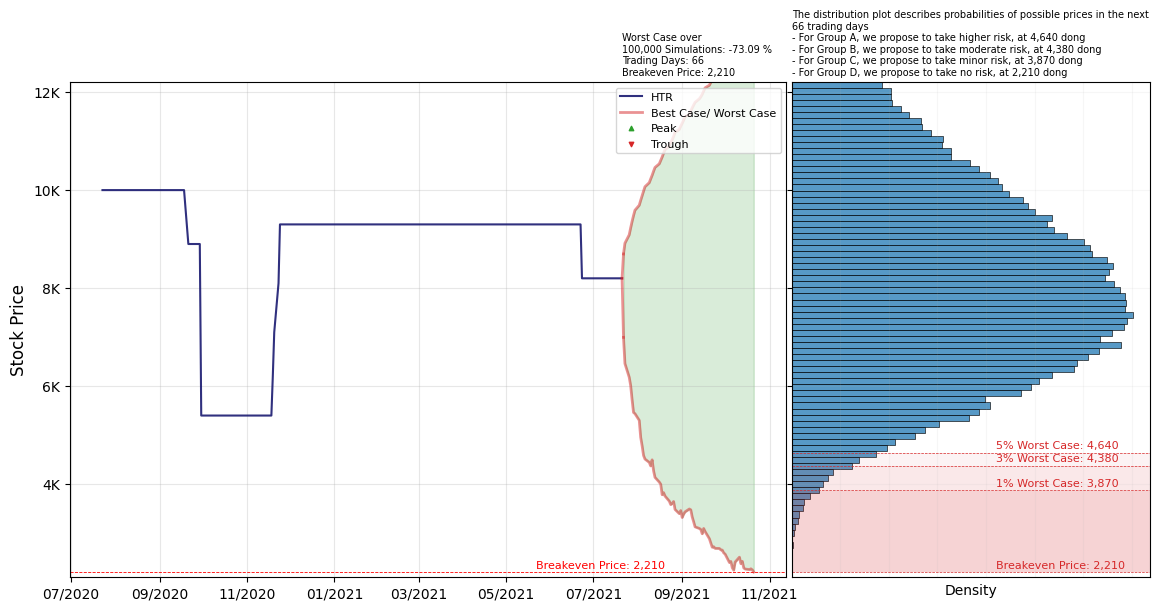 Worst Case over
100,000 Simulations: -73.09 %
Trading Days: 66
Breakeven Price: 2,210
The distribution plot describes probabilities of possible prices in the next
66 trading days
- For Group A, we propose to take higher risk, at 4,640 dong
- For Group B, we propose to take moderate risk, at 4,380 dong
- For Group C, we propose to take minor risk, at 3,870 dong
- For Group D, we propose to take no risk, at 2,210 dong
HTR
Best Case/ Worst Case
Peak
Trough
Stock Price
12K
10K
8K
6K
4K
Breakeven Price: 2,210
07/2020
09/2020
11/2020
01/2021
03/2021
05/2021
07/2021
09/2021
11/2021
5% Worst Case: 4,640
3% Worst Case: 4,380
1% Worst Case: 3,870
Breakeven Price: 2,210
Density